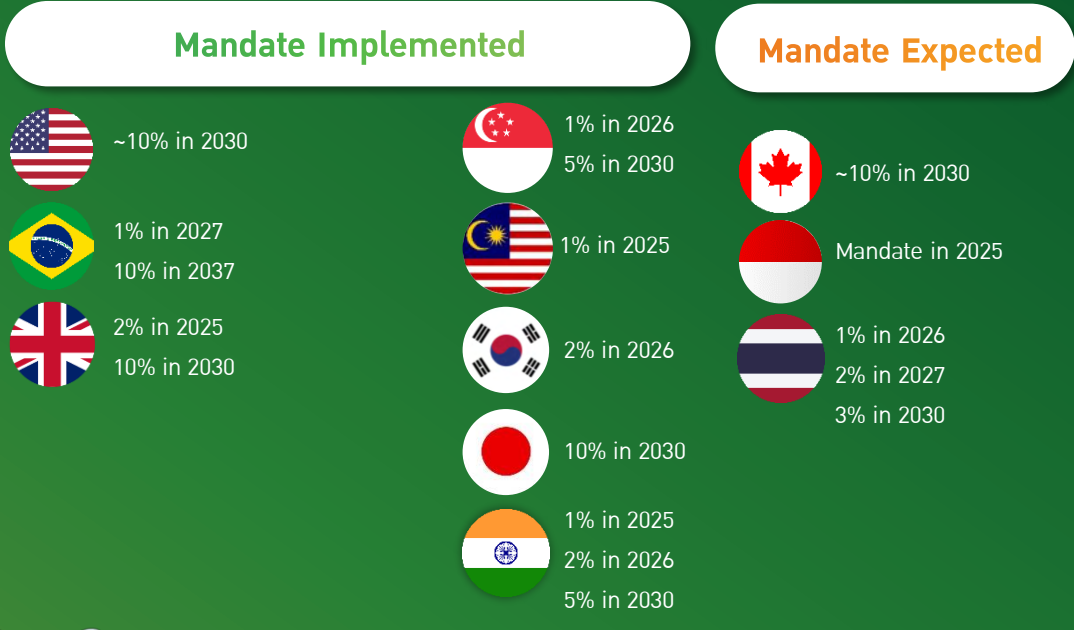 Mandate Implemented
~10% in 2030
1% in 2027
10% in 2037
2% in 2025
10% in 2030
1% in 2026
5% in 2030
1% in 2025
2% in 2026
10% in 2030
1% in 2025
2% in 2026
5% in 2030
Mandate Expected
~10% in 2030
Mandate in 2025
1% in 2026
2% in 2027
3% in 2030